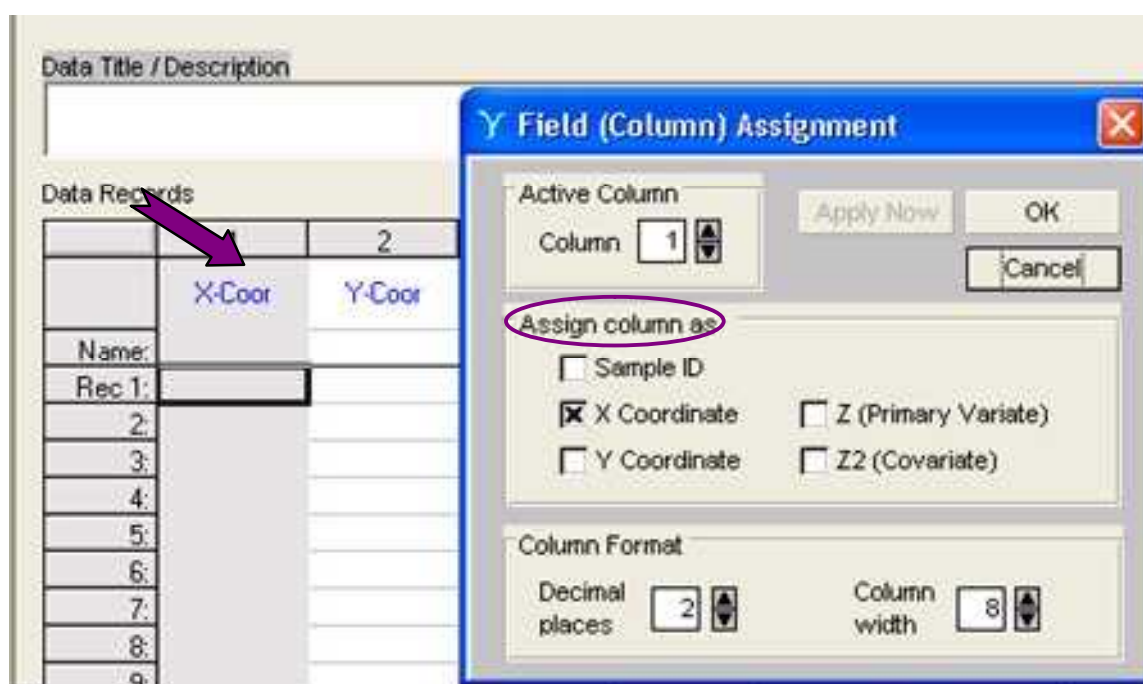 Data Title / Description
Data Records
2
X-Coor Y-Coor
Name:
Rec 1:
2:
3:
4:
5:
6:
7:
8:
9:
Field (Column) Assignment
Active Column
Column 1
Apply Now
OK
Cancel
Assign column as
Sample ID
X Coordinate
Z (Primary Variate)
Y Coordinate
Z2 (Covariate)
Column Format
Decimal
places
2
Column
width
8